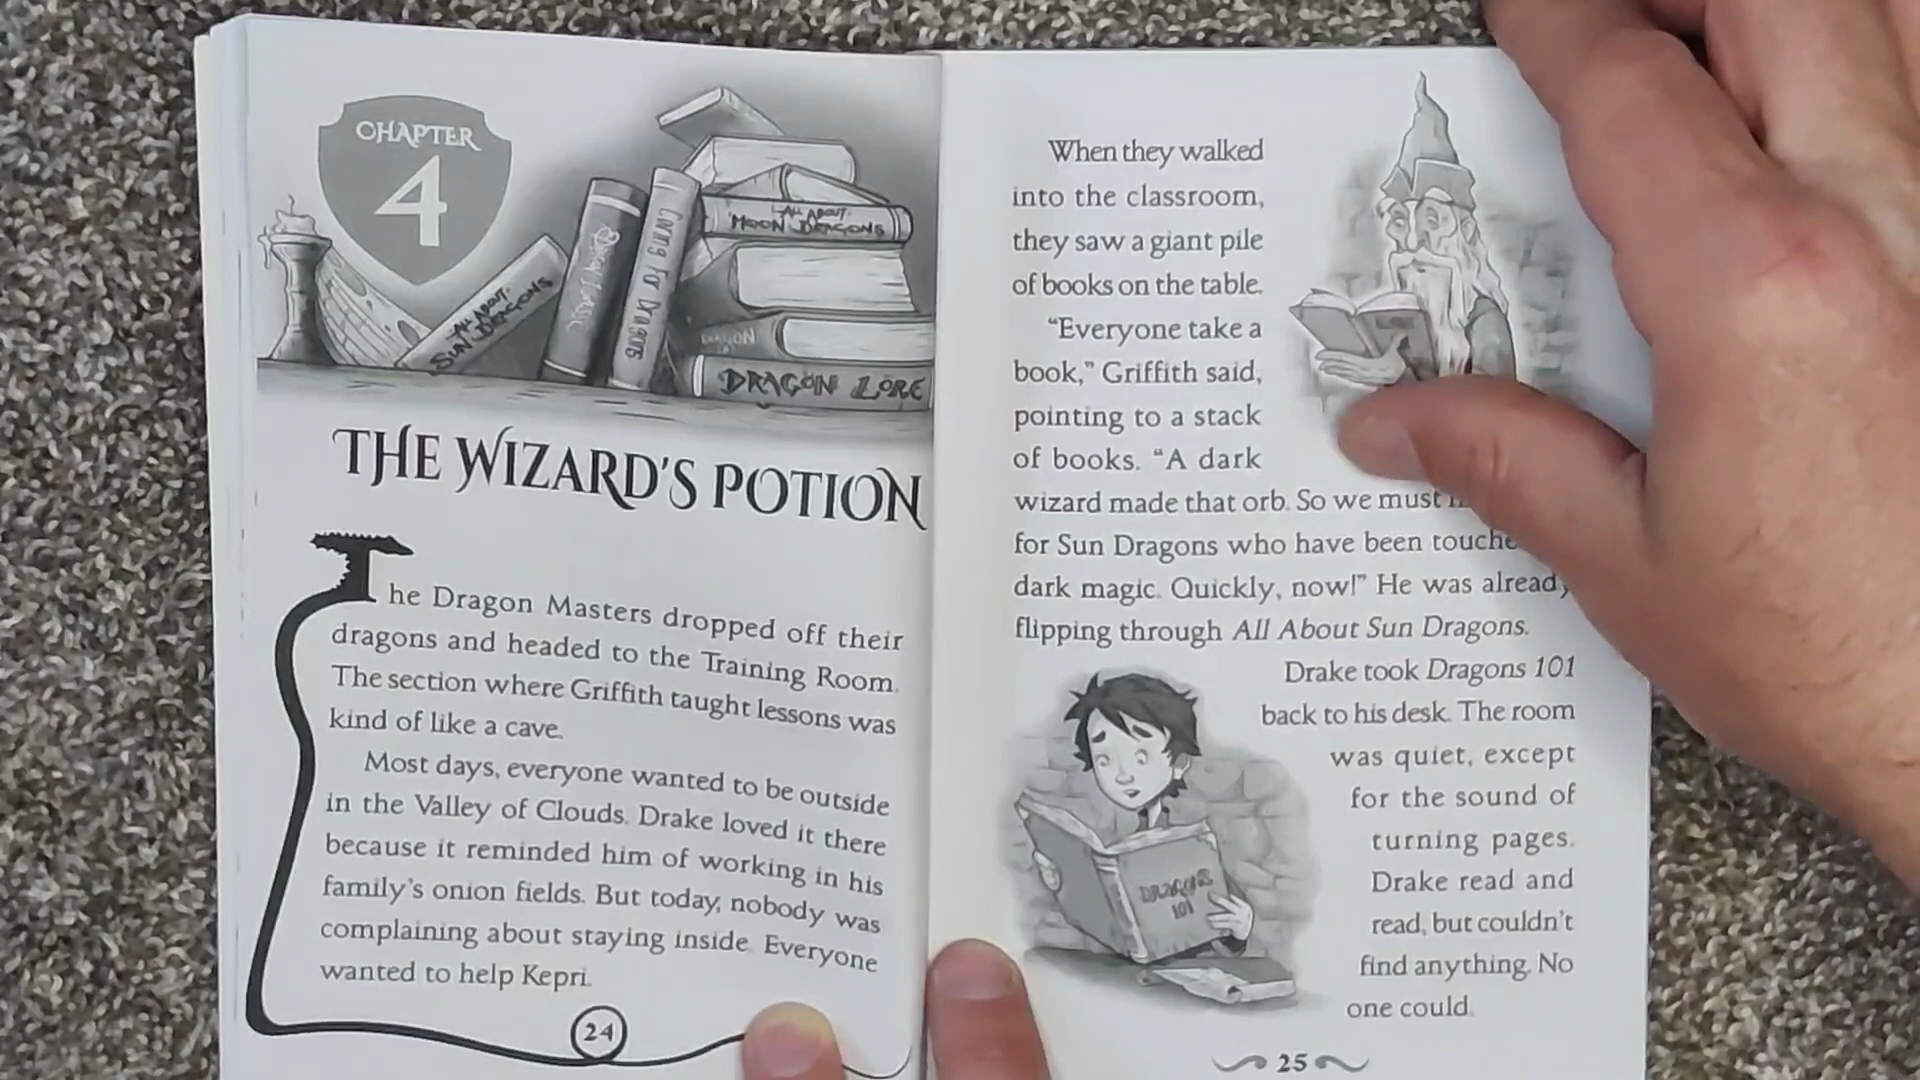 CHAPTER
4
ALL ABOUT
SUN DRAGONS
CARING FOR DRAGONS
ALL ABOUT
MOON DRAGONS
DRAGON
DRAGON LORE
THE WIZARD'S POTION
The Dragon Masters dropped off their
dragons and headed to the Training Room.
The section where Griffith taught lessons was
kind of like a cave.
Most days, everyone wanted to be outside
in the Valley of Clouds. Drake loved it there
because it reminded him of working in his
family's onion fields. But today, nobody was
complaining about staying inside. Everyone
wanted to help Kepri.
24
When they walked
into the classroom,
they saw a giant pile
of books on the table.
“Everyone take a
book,” Griffith said,
pointing to a stack
of books. “A dark
wizard made that orb. So we must
for Sun Dragons who have been
dark magic. Quickly, now!” He was already
flipping through All About Sun Dragons.
Drake took Dragons 101
back to his desk. The room
was quiet, except
for the sound of
turning pages.
Drake read and
read, but couldn't
find anything. No
one could.
DRAGONS
101
25